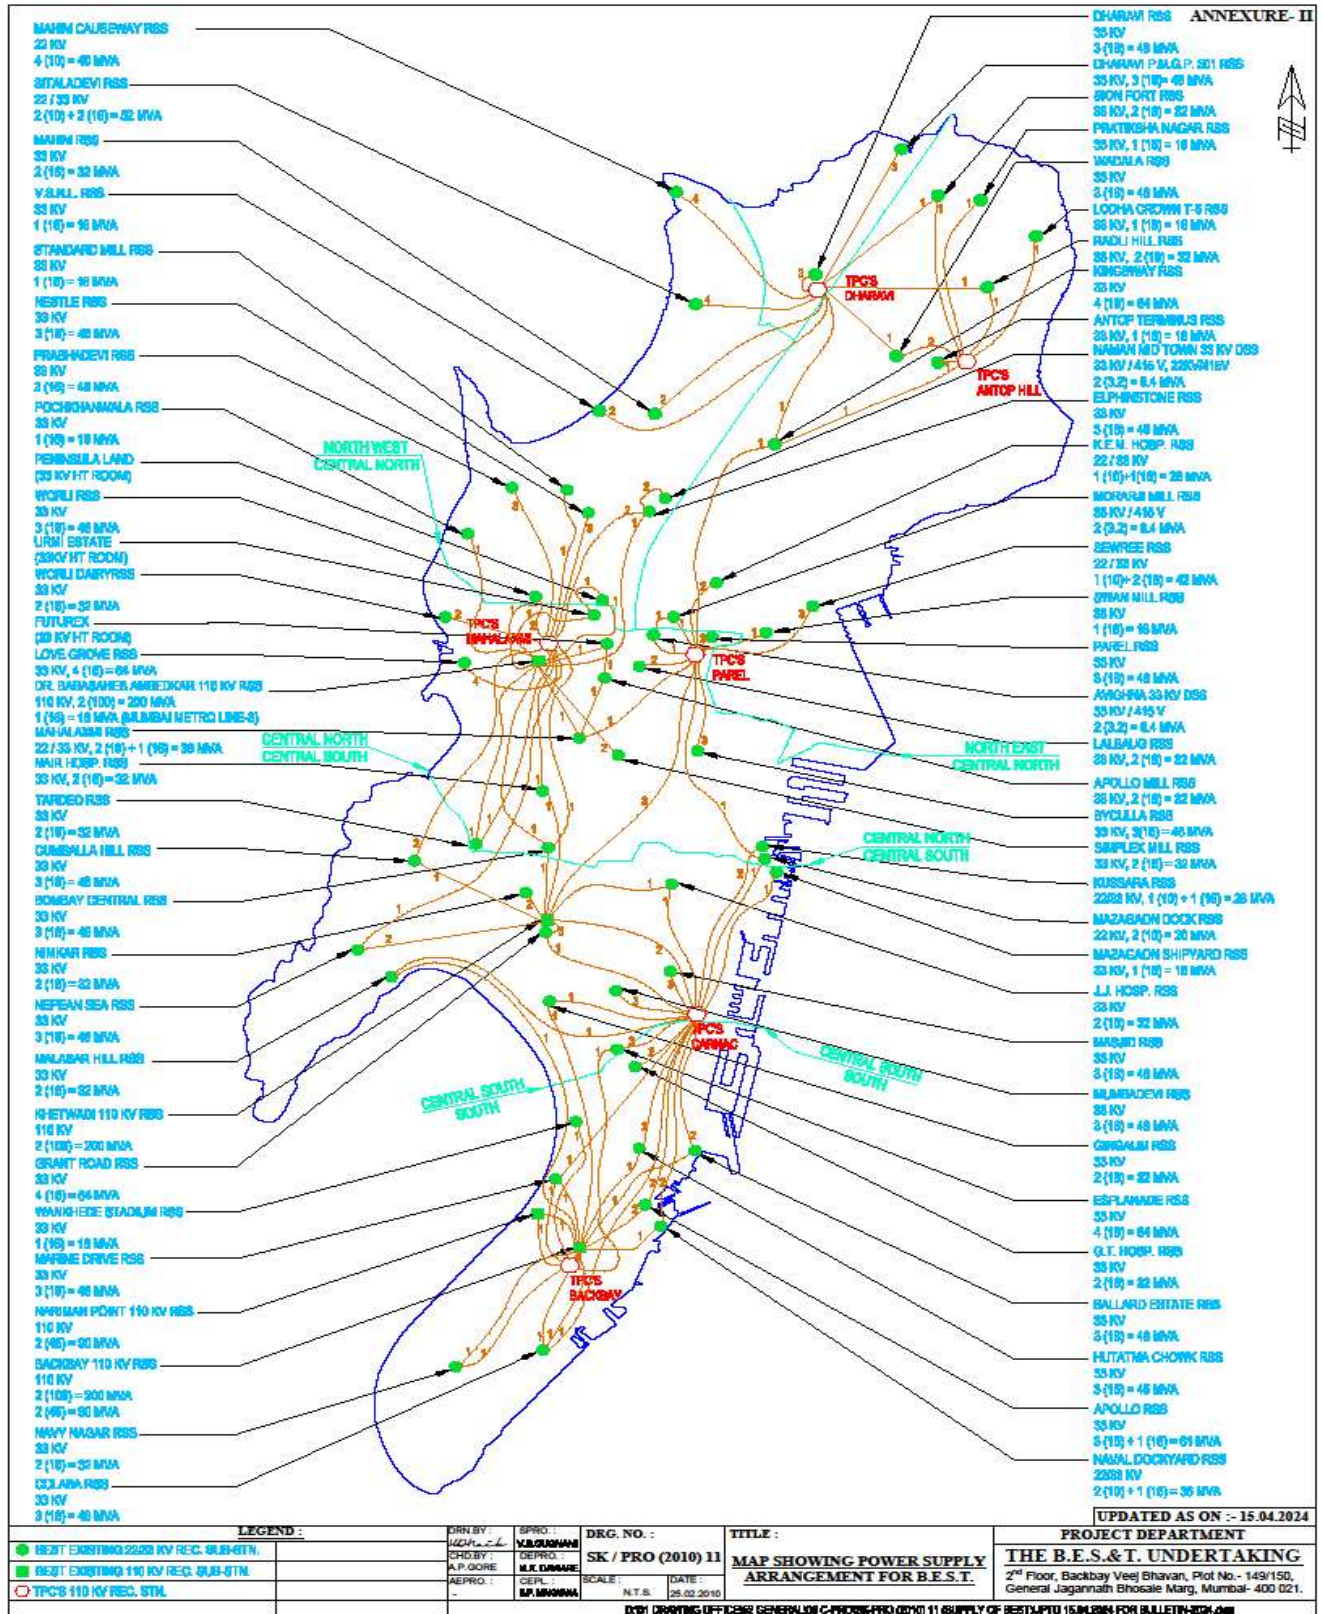 ANNEXURE- II
MAHIM CAUSEWAY RSS
22 KV
4 (10) = 40 MVA
SITALADEVI RSS
22 / 33 KV
2 (10) + 2 (16) = 52 MVA
MAHIM RSS
33 KV
2 (16) = 32 MVA
V.S.N.L. RSS
33 KV
1 (16) = 16 MVA
STANDARD MILL RSS
33 KV
1 (16) = 16 MVA
NESTLE RSS
33 KV
3 (16) = 48 MVA
PRABHADEVI RSS
33 KV
3 (16) = 48 MVA
POCHKHANWALA RSS
33 KV
1 (16) = 16 MVA
PENINSULA LAND
(33 KV HT ROOM)
WORLI RSS
33 KV
3 (16) = 48 MVA
URMI ESTATE
(33KV HT ROOM)
WORLI DAIRYRSS
33 KV
2 (16) = 32 MVA
FUTUREX
(33 KV HT ROOM)
LOVE GROVE RSS
33 KV, 4 (16) = 64 MVA
DR. BABASAHEB AMBEDKAR 110 KV RSS
110 KV, 2 (100) = 200 MVA
1 (16) = 16 MVA (MUMBAI METRO LINE-3)
MAHALAXMI RSS
22 / 33 KV, 2 (10) + 1 (16) = 36 MVA
NAIR HOSP. RSS
33 KV, 2 (16) = 32 MVA
TARDEO RSS
33 KV
2 (16) = 32 MVA
CUMBALLA HILL RSS
33 KV
3 (16) = 48 MVA
BOMBAY CENTRAL RSS
33 KV
3 (16) = 48 MVA
NIMKAR RSS
33 KV
2 (16) = 32 MVA
NEPEAN SEA RSS
33 KV
3 (16) = 48 MVA
MALABAR HILL RSS
33 KV
2 (16) = 32 MVA
KHETWADI 110 KV RSS
110 KV
2 (100) = 200 MVA
GRANT ROAD RSS
33 KV
4 (16) = 64 MVA
WANKHEDE STADIUM RSS
33 KV
1 (16) = 16 MVA
MARINE DRIVE RSS
33 KV
3 (16) = 48 MVA
NARIMAN POINT 110 KV RSS
110 KV
2 (45) = 90 MVA
BACKBAY 110 KV RSS
110 KV
2 (100) = 200 MVA
2 (45) = 90 MVA
NAVY NAGAR RSS
33 KV
2 (16) = 32 MVA
COLABA RSS
33 KV
3 (16) = 48 MVA
DHARAVI RSS
33 KV
3 (16) = 48 MVA
DHARAVI P.M.G.P. 501 RSS
33 KV, 3 (16)= 48 MVA
SION FORT RSS
33 KV, 2 (16) = 32 MVA
PRATIKSHA NAGAR RSS
33 KV, 1 (16) = 16 MVA
WADALA RSS
33 KV
3 (16) = 48 MVA
LODHA CROWN T-5 RSS
33 KV, 1 (16) = 16 MVA
RAOLI HILL RSS
33 KV, 2 (16) = 32 MVA
KINGSWAY RSS
33 KV
4 (16) = 64 MVA
ANTOP TERMINUS RSS
33 KV, 1 (16) = 16 MVA
NAMAN MID TOWN 33 KV DSS
33 KV / 415 V, 22KV/415V
2 (3.2) = 6.4 MVA
ELPHINSTONE RSS
33 KV
3 (16) = 48 MVA
K.E.M. HOSP. RSS
22 / 33 KV
1 (10)+1(16) = 26 MVA
MORARJI MILL RSS
33 KV / 415 V
2 (3.2) = 6.4 MVA
SEWREE RSS
22 / 33 KV
1 (10)+ 2 (16) = 42 MVA
SWAN MILL RSS
33 KV
1 (16) = 16 MVA
PAREL RSS
33 KV
3 (16) = 48 MVA
AVIGHNA 33 KV DSS
33 KV / 415 V
2 (3.2) = 6.4 MVA
LALBAUG RSS
33 KV, 2 (16) = 32 MVA
APOLLO MILL RSS
33 KV, 2 (16) = 32 MVA
BYCULLA RSS
33 KV, 3(16) = 48 MVA
SIMPLEX MILL RSS
33 KV, 2 (16) = 32 MVA
KUSSARA RSS
22/33 KV, 1 (10) + 1 (16) = 26 MVA
MAZAGAON DOCK RSS
22 KV, 2 (10) = 20 MVA
MAZAGAON SHIPYARD RSS
33 KV, 1 (16) = 16 MVA
J.J. HOSP. RSS
33 KV
2 (16) = 32 MVA
MASJID RSS
33 KV
3 (16) = 48 MVA
MUMBADEVI RSS
33 KV
3 (16) = 48 MVA
GIRGAUM RSS
33 KV
2 (16) = 32 MVA
ESPLANADE RSS
33 KV
4 (16) = 64 MVA
G.T. HOSP. RSS
33 KV
2 (16) = 32 MVA
BALLARD ESTATE RSS
33 KV
3 (16) = 48 MVA
HUTATMA CHOWK RSS
33 KV
3 (16) = 48 MVA
APOLLO RSS
33 KV
3 (15) + 1 (16) = 61 MVA
NAVAL DOCKYARD RSS
22/33 KV
2 (10) + 1 (16) = 36 MVA
TPC'S
DHARAVI
TPC'S
ANTOP HILL
NORTH WEST
CENTRAL NORTH
TPC'S
MAHALAXMI
TPC'S
PAREL
CENTRAL NORTH
CENTRAL SOUTH
NORTH EAST
CENTRAL NORTH
CENTRAL NORTH
CENTRAL SOUTH
TPC'S
CARNAC
CENTRAL SOUTH
SOUTH
CENTRAL SOUTH
SOUTH
TPC'S
BACKBAY
UPDATED AS ON :- 15.04.2024
LEGEND :
BEST EXISTING 22/33 KV REC. SUB-STN.
BEST EXISTING 110 KV REC. SUB-STN.
TPC'S 110 KV REC. STN.
DRN.BY :
CHD.BY :
A.P.GORE
AEPRO. :
-
SPRO. :
DEPRO. :
CEPL. :
DRG. NO. :
SK / PRO (2010) 11
SCALE :
N.T.S.
DATE :
25.02.2010
TITLE :
MAP SHOWING POWER SUPPLY
ARRANGEMENT FOR B.E.S.T.
PROJECT DEPARTMENT
THE B.E.S.&T. UNDERTAKING
2nd Floor, Backbay Veej Bhavan, Plot No.- 149/150,
General Jagannath Bhosale Marg, Mumbai- 400 021.